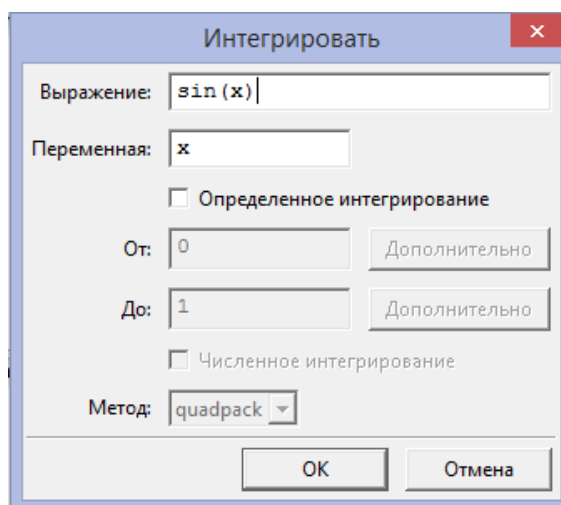 Интегрировать
Выражение: sin(x)
Переменная: x
Определенное интегрирование
От: 0 Дополнительно
До: 1 Дополнительно
Численное интегрирование
Метод: quadpack
OK Отмена